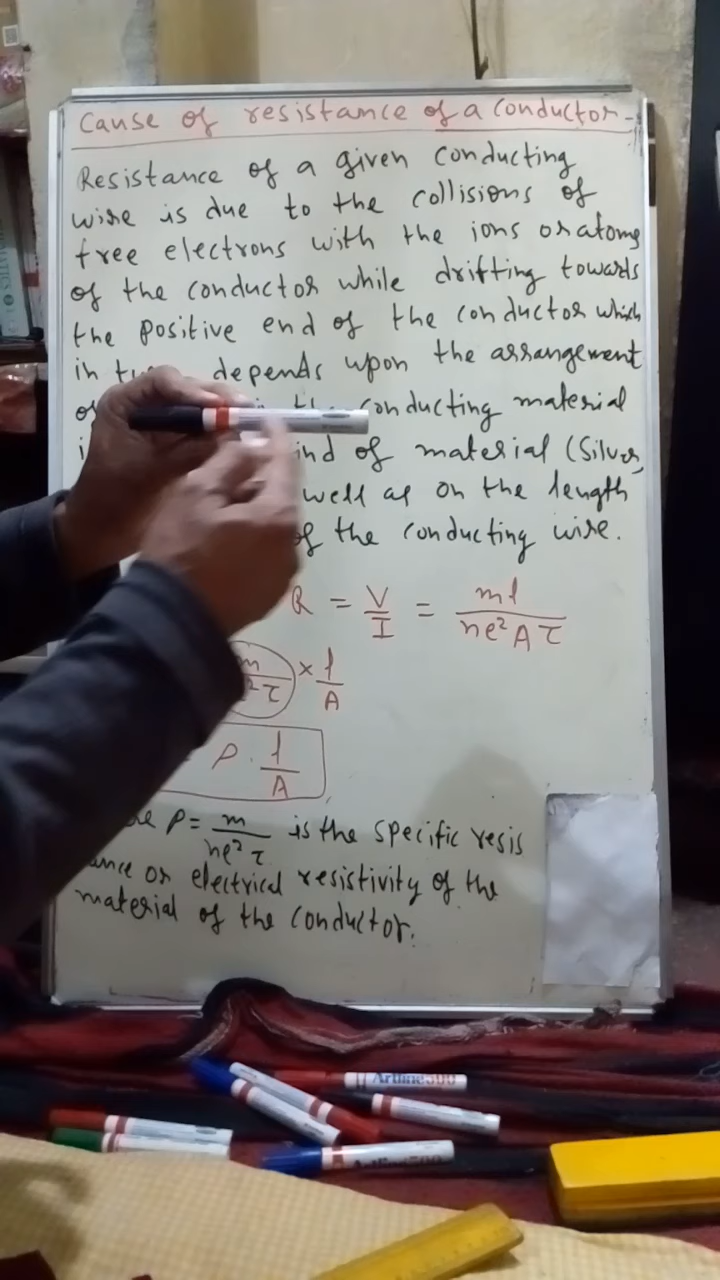 Cause of resistance of a conductor-
Resistance of a given conducting
wire is due to the collisions of
free electrons with the ions or atoms
of the conductor while drifting towards
the positive end of the conductor which
in depends upon the arrangement
conducting material
of material (Silver,
well as on the length
of the conducting wire.
R = V/I = ml/ne²Aτ
× l/A
ρ . l/A
ρ = m/ne²τ is the specific resis
or electrical resistivity of the
material of the conductor.
Artline 500